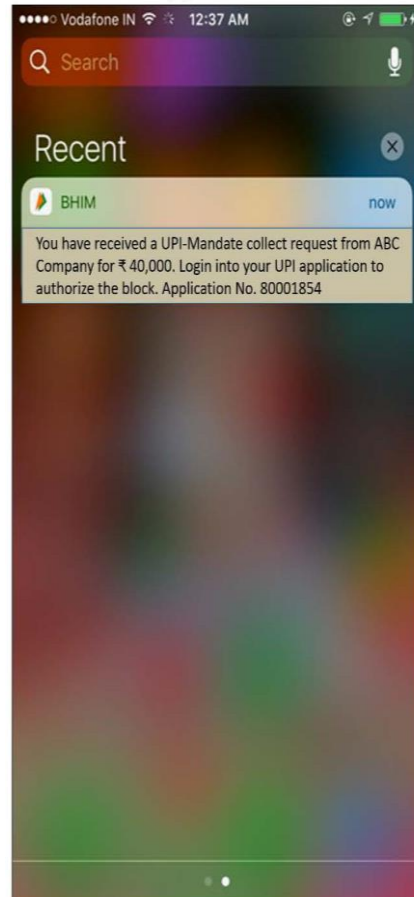 Vodafone IN 12:37 AM
Search
Recent
BHIM now
You have received a UPI-Mandate collect request from ABC
Company for ₹ 40,000. Login into your UPI application to
authorize the block. Application No. 80001854